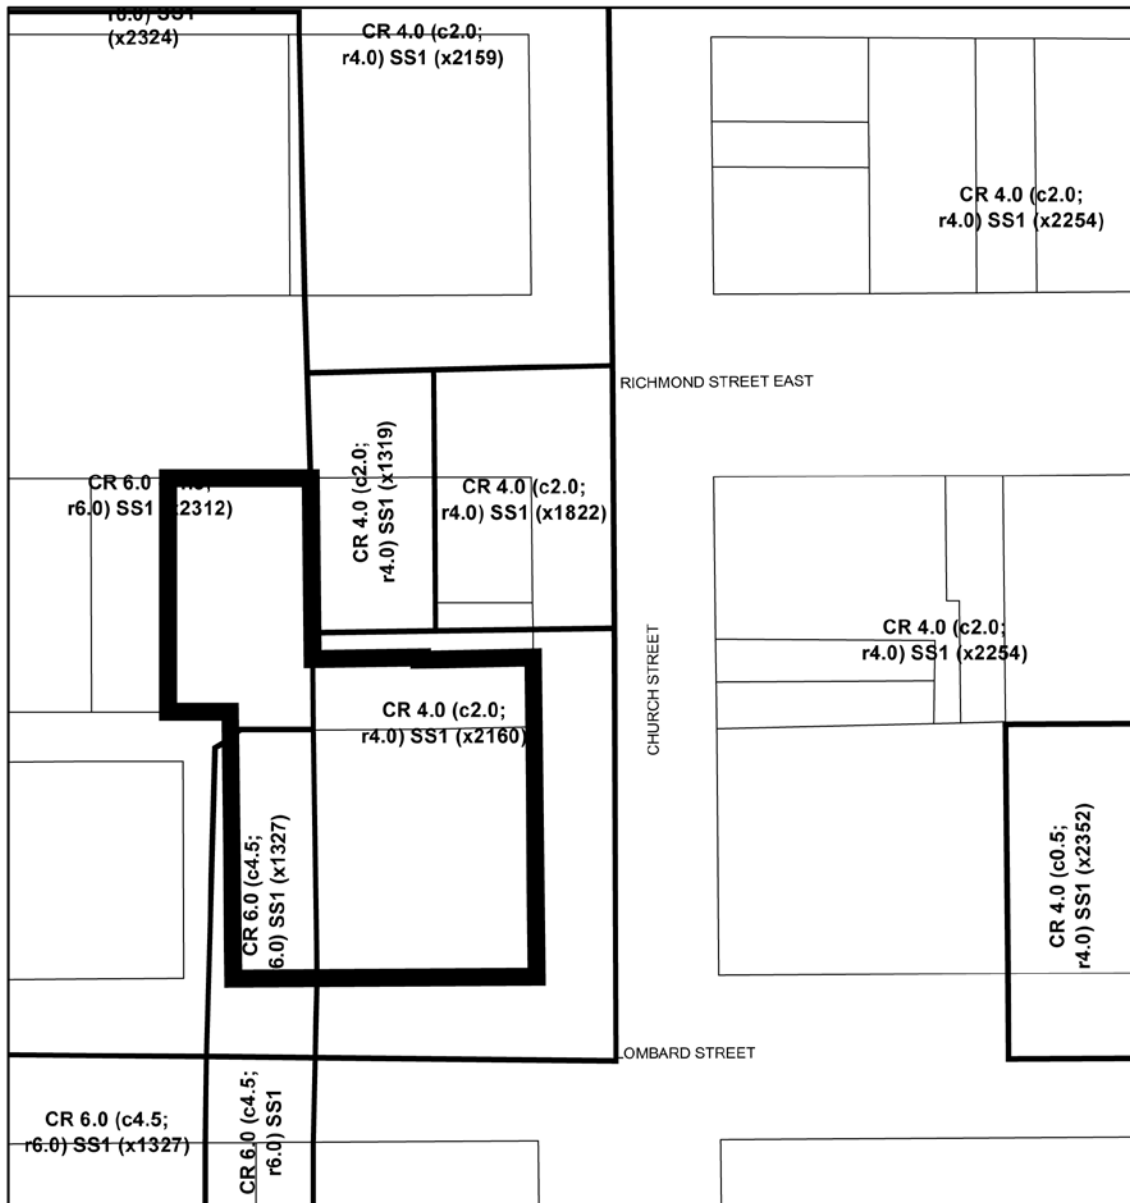 r6.0) SS1
(x2324)
CR 4.0 (c2.0;
r4.0) SS1 (x2159)
CR 4.0 (c2.0;
r4.0) SS1 (x2254)
RICHMOND STREET EAST
CR 6.0
r6.0) SS1 (x2312)
CR 4.0 (c2.0;
r4.0) SS1 (x1319)
CR 4.0 (c2.0;
r4.0) SS1 (x1822)
CHURCH STREET
CR 4.0 (c2.0;
r4.0) SS1 (x2254)
CR 4.0 (c2.0;
r4.0) SS1 (x2160)
CR 6.0 (c4.5;
6.0) SS1 (x1327)
CR 4.0 (c0.5;
r4.0) SS1 (x2352)
LOMBARD STREET
CR 6.0 (c4.5;
r6.0) SS1 (x1327)
CR 6.0 (c4.5;
r6.0) SS1